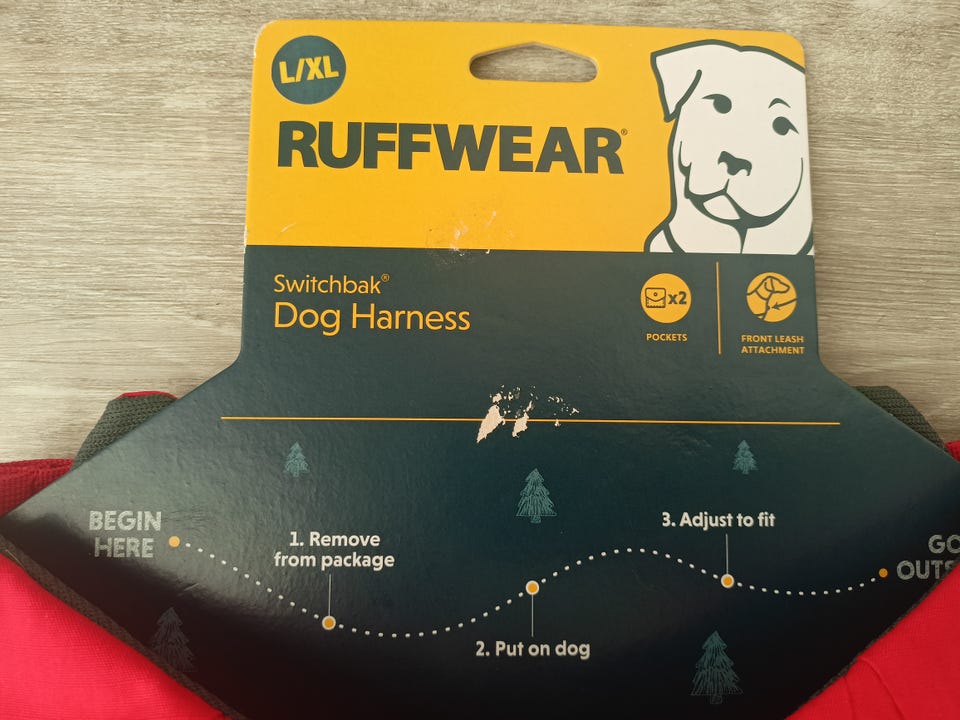 L/XL
RUFFWEAR®
Switchbak®
Dog Harness
x2
POCKETS
FRONT LEASH
ATTACHMENT
BEGIN
HERE
1. Remove
from package
2. Put on dog
3. Adjust to fit